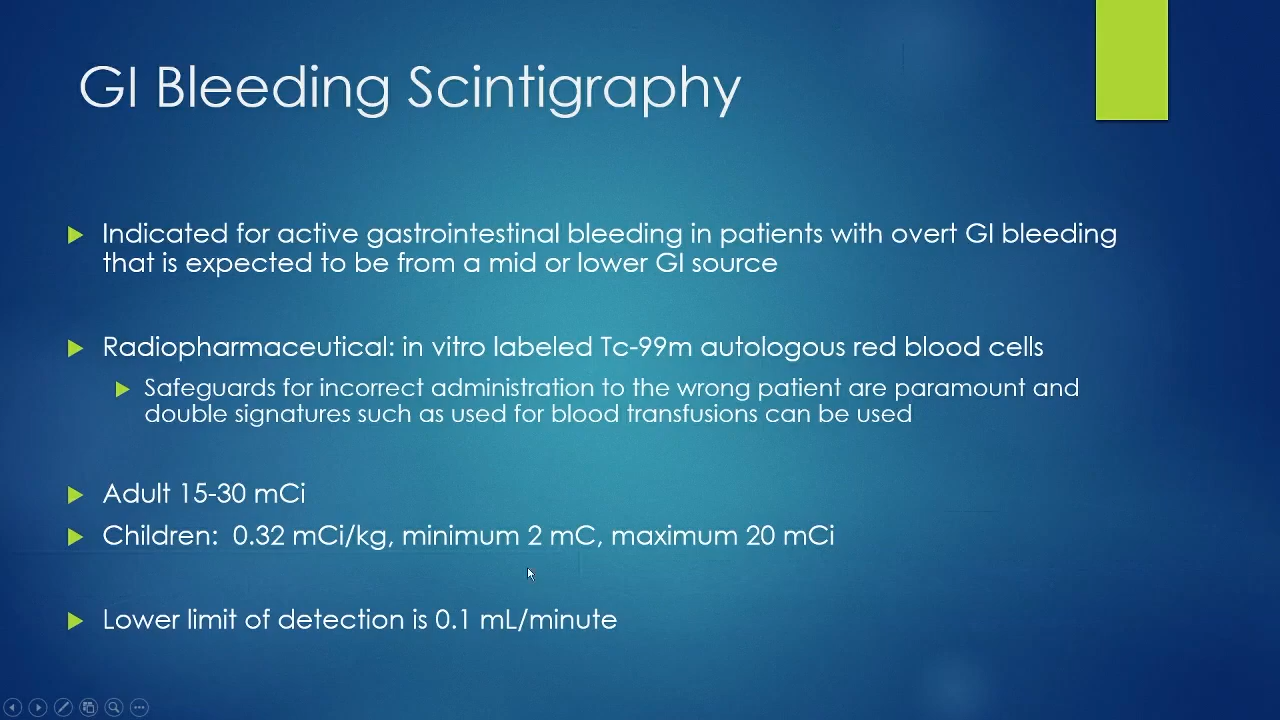 GI Bleeding Scintigraphy
Indicated for active gastrointestinal bleeding in patients with overt GI bleeding
that is expected to be from a mid or lower GI source
Radiopharmaceutical: in vitro labeled Tc-99m autologous red blood cells
Safeguards for incorrect administration to the wrong patient are paramount and
double signatures such as used for blood transfusions can be used
Adult 15-30 mCi
Children:  0.32 mCi/kg, minimum 2 mC, maximum 20 mCi
Lower limit of detection is 0.1 mL/minute